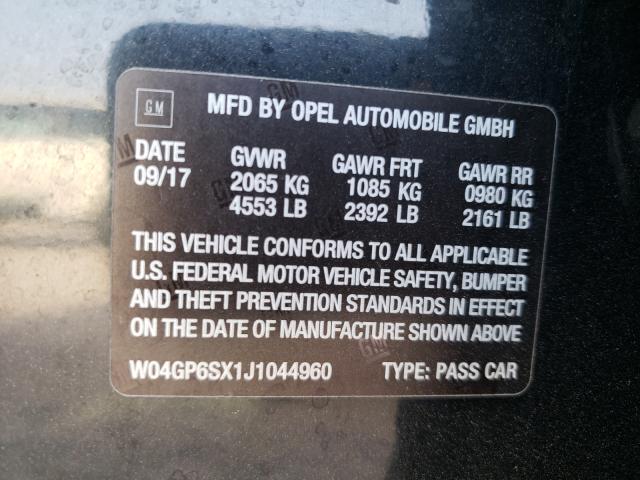 GM MFD BY OPEL AUTOMOBILE GMBH
DATE GVWR GAWR FRT GAWR RR
09/17 2065 KG 1085 KG 0980 KG
4553 LB 2392 LB 2161 LB
THIS VEHICLE CONFORMS TO ALL APPLICABLE
U.S. FEDERAL MOTOR VEHICLE SAFETY, BUMPER
AND THEFT PREVENTION STANDARDS IN EFFECT
ON THE DATE OF MANUFACTURE SHOWN ABOVE
W04GP6SX1J1044960 TYPE: PASS CAR